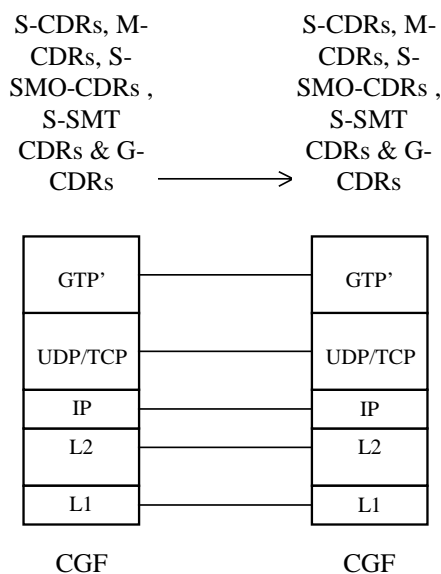 S-CDRs, M-
CDRs, S-
SMO-CDRs ,
S-SMT
CDRs & G-
CDRs
S-CDRs, M-
CDRs, S-
SMO-CDRs ,
S-SMT
CDRs & G-
CDRs
GTP’
GTP’
UDP/TCP
UDP/TCP
IP
IP
L2
L2
L1
L1
CGF
CGF